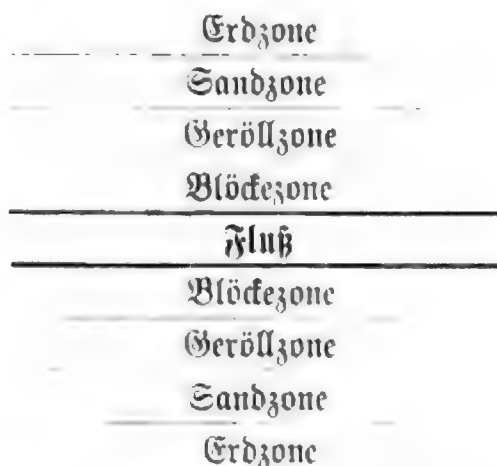 Erdzone
Sandzone
Geröllzone
Blöckezone
Fluß
Blöckezone
Geröllzone
Sandzone
Erdzone